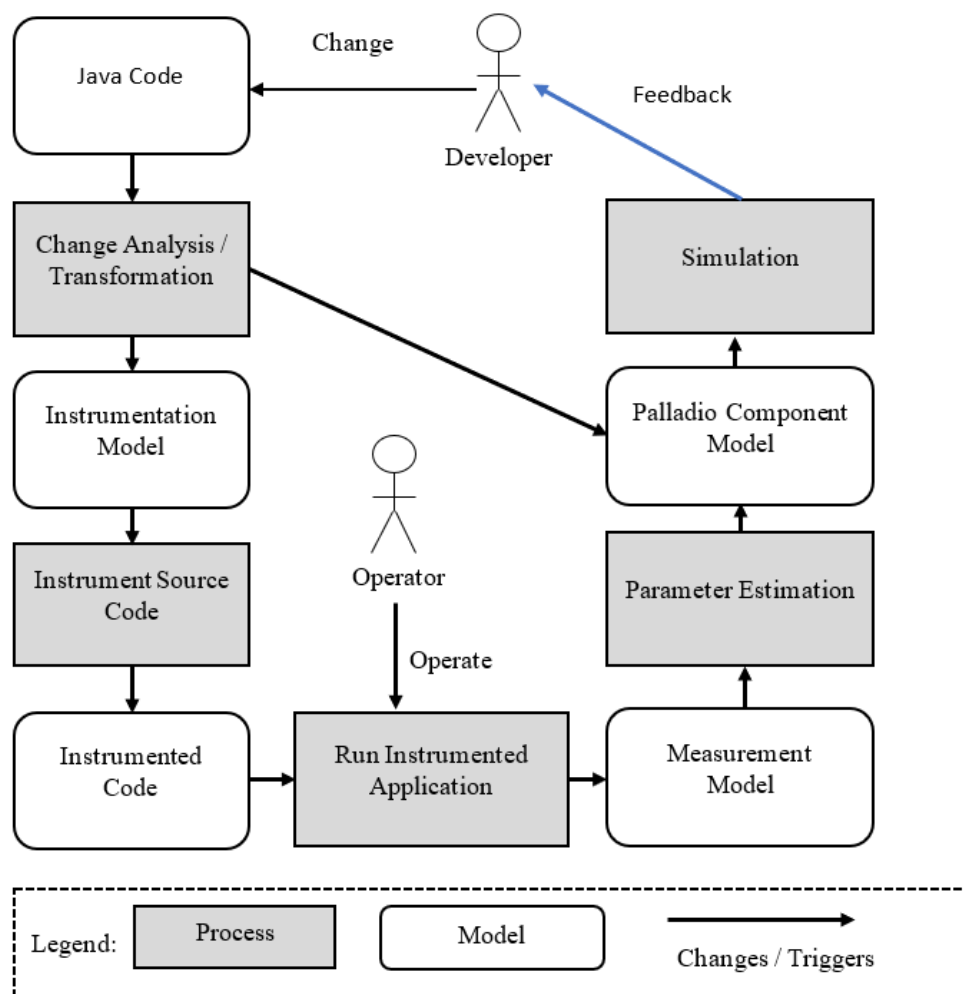 Change
Java Code
Feedback
Developer
Change Analysis /
Transformation
Simulation
Instrumentation
Model
Palladio Component
Model
Operator
Instrument Source
Code
Parameter Estimation
Operate
Instrumented
Code
Run Instrumented
Application
Measurement
Model
Legend:
Process
Model
Changes / Triggers